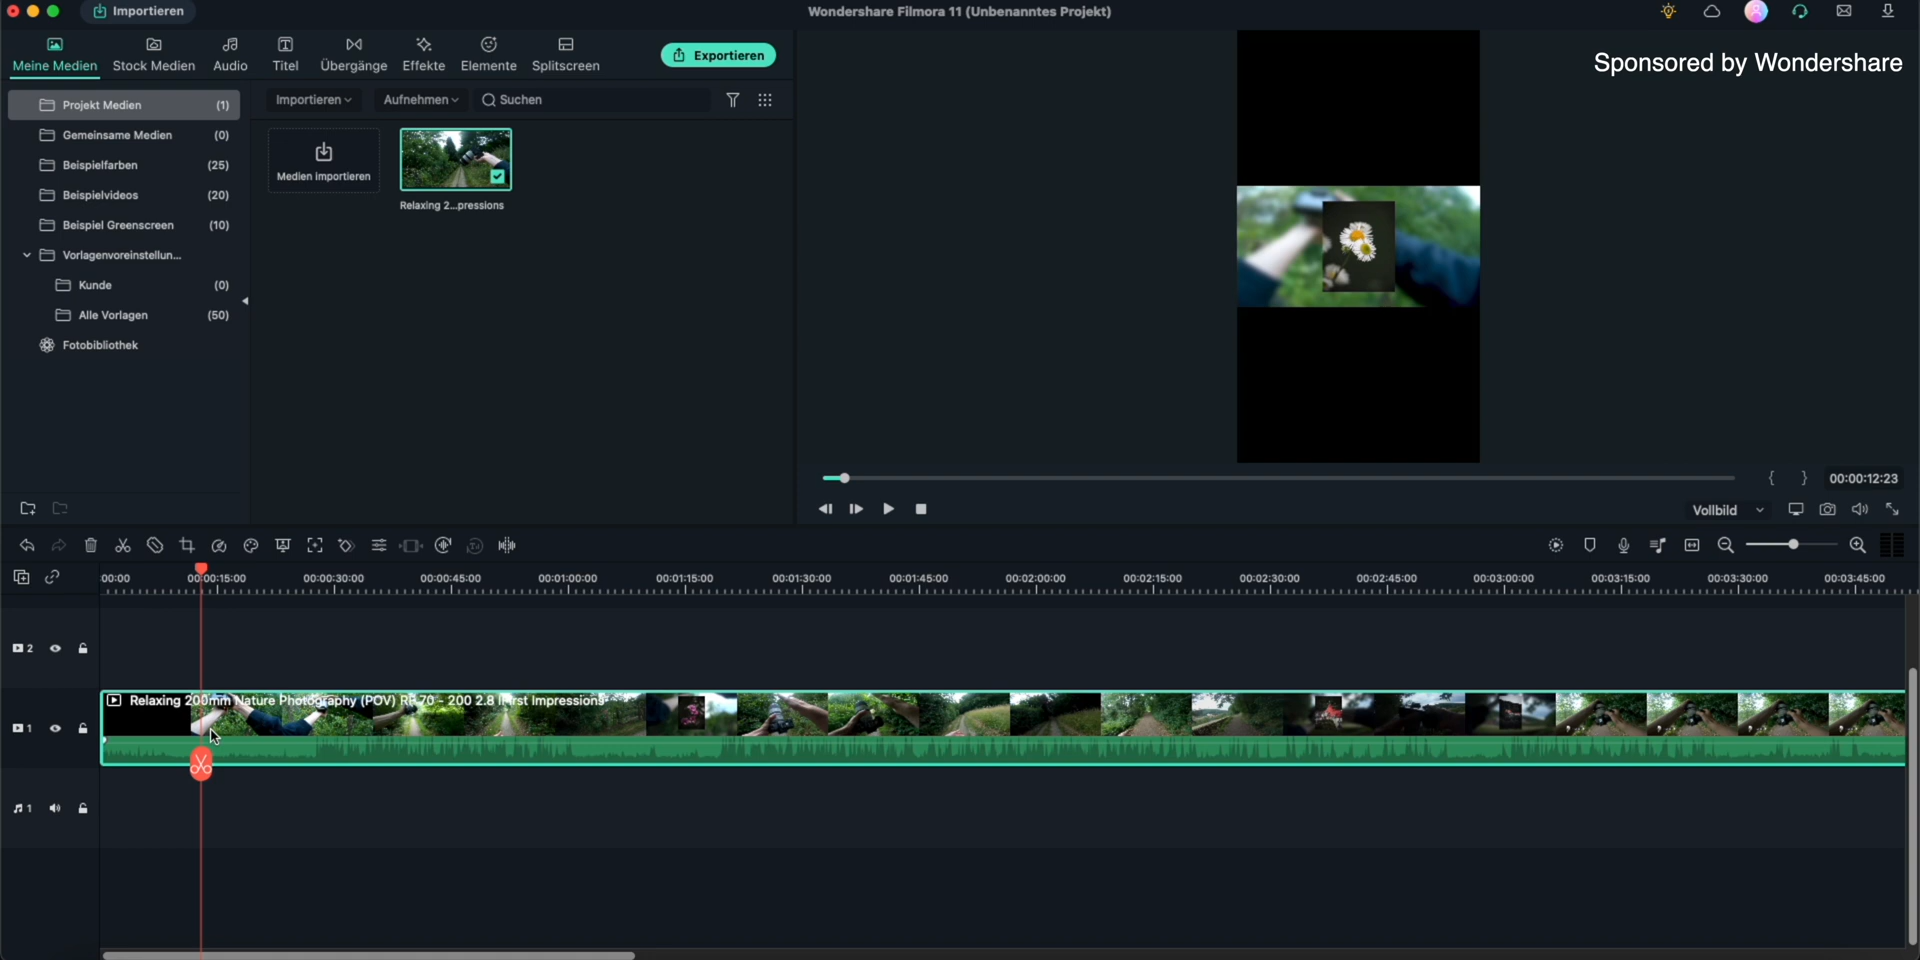 Importieren
Wondershare Filmora 11 (Unbenanntes Projekt)
Meine Medien
Stock Medien
Audio
Titel
Übergänge
Effekte
Elemente
Splitscreen
Exportieren
Sponsored by Wondershare
Projekt Medien (1)
Gemeinsame Medien (0)
Beispielfarben (25)
Beispielvideos (20)
Beispiel Greenscreen (10)
Vorlagenvoreinstellun...
Kunde (0)
Alle Vorlagen (50)
Fotobibliothek
Importieren
Aufnehmen
Suchen
Medien importieren
Relaxing 2...pressions
{ } 00:00:12:23
Vollbild
:00:00 00:00:15:00 00:00:30:00 00:00:45:00 00:01:00:00 00:01:15:00 00:01:30:00 00:01:45:00 00:02:00:00 00:02:15:00 00:02:30:00 00:02:45:00 00:03:00:00 00:03:15:00 00:03:30:00 00:03:45:00
2
Relaxing 200mm Nature Photography (POV) RF 70 - 200 2.8 Impressions
1
1